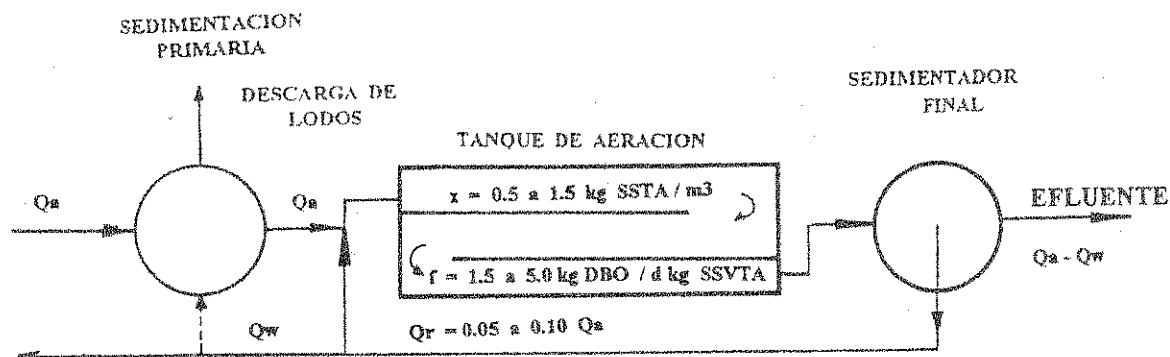 SEDIMENTACION
PRIMARIA
DESCARGA DE
LODOS
SEDIMENTADOR
FINAL
TANQUE DE AERACION
Qa
Qa
x = 0.5 a 1.5 kg SSTA / m3
EFLUENTE
Qa - Qw
f = 1.5 a 5.0 kg DBO / d kg SSVTA
Qw
Qr = 0.05 a 0.10 Qa